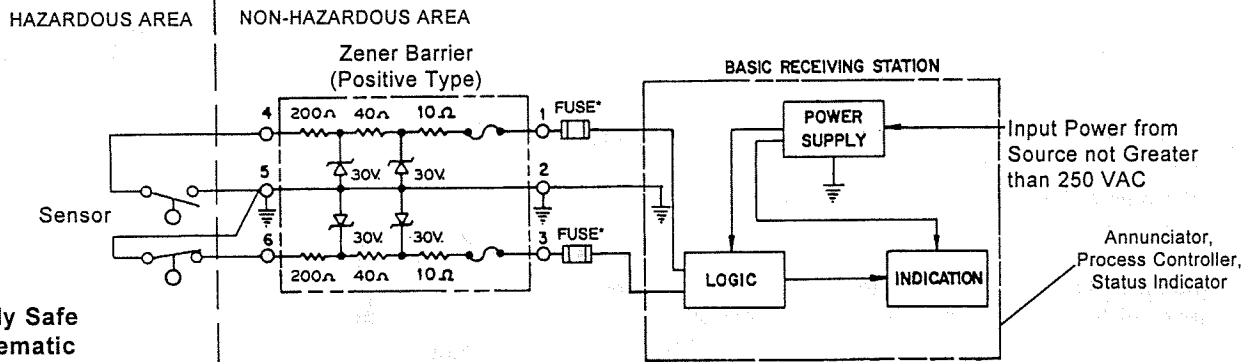 HAZARDOUS AREA
NON-HAZARDOUS AREA
Zener Barrier
(Positive Type)
BASIC RECEIVING STATION
4
200Ω
40Ω
10Ω
1
FUSE*
POWER
SUPPLY
Input Power from
Source not Greater
than 250 VAC
30V.
30V.
5
2
Sensor
30V.
30V.
6
200Ω
40Ω
10Ω
3
FUSE*
LOGIC
INDICATION
Annunciator,
Process Controller,
Status Indicator
ly Safe
ematic